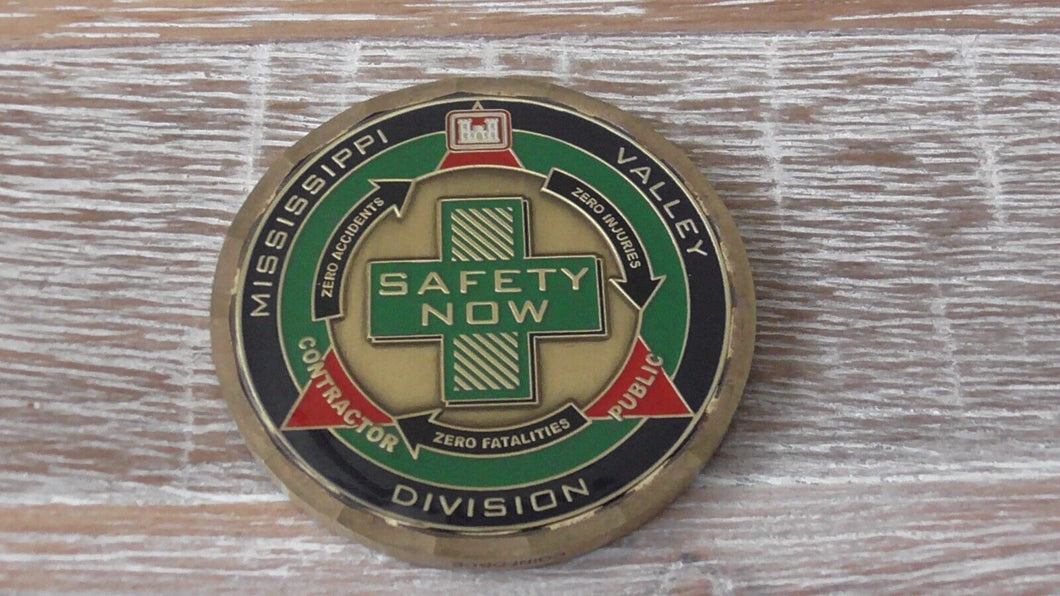 MISSISSIPPI VALLEY
DIVISION
ZERO ACCIDENTS
ZERO INJURIES
SAFETY
NOW
CONTRACTOR
PUBLIC
ZERO FATALITIES